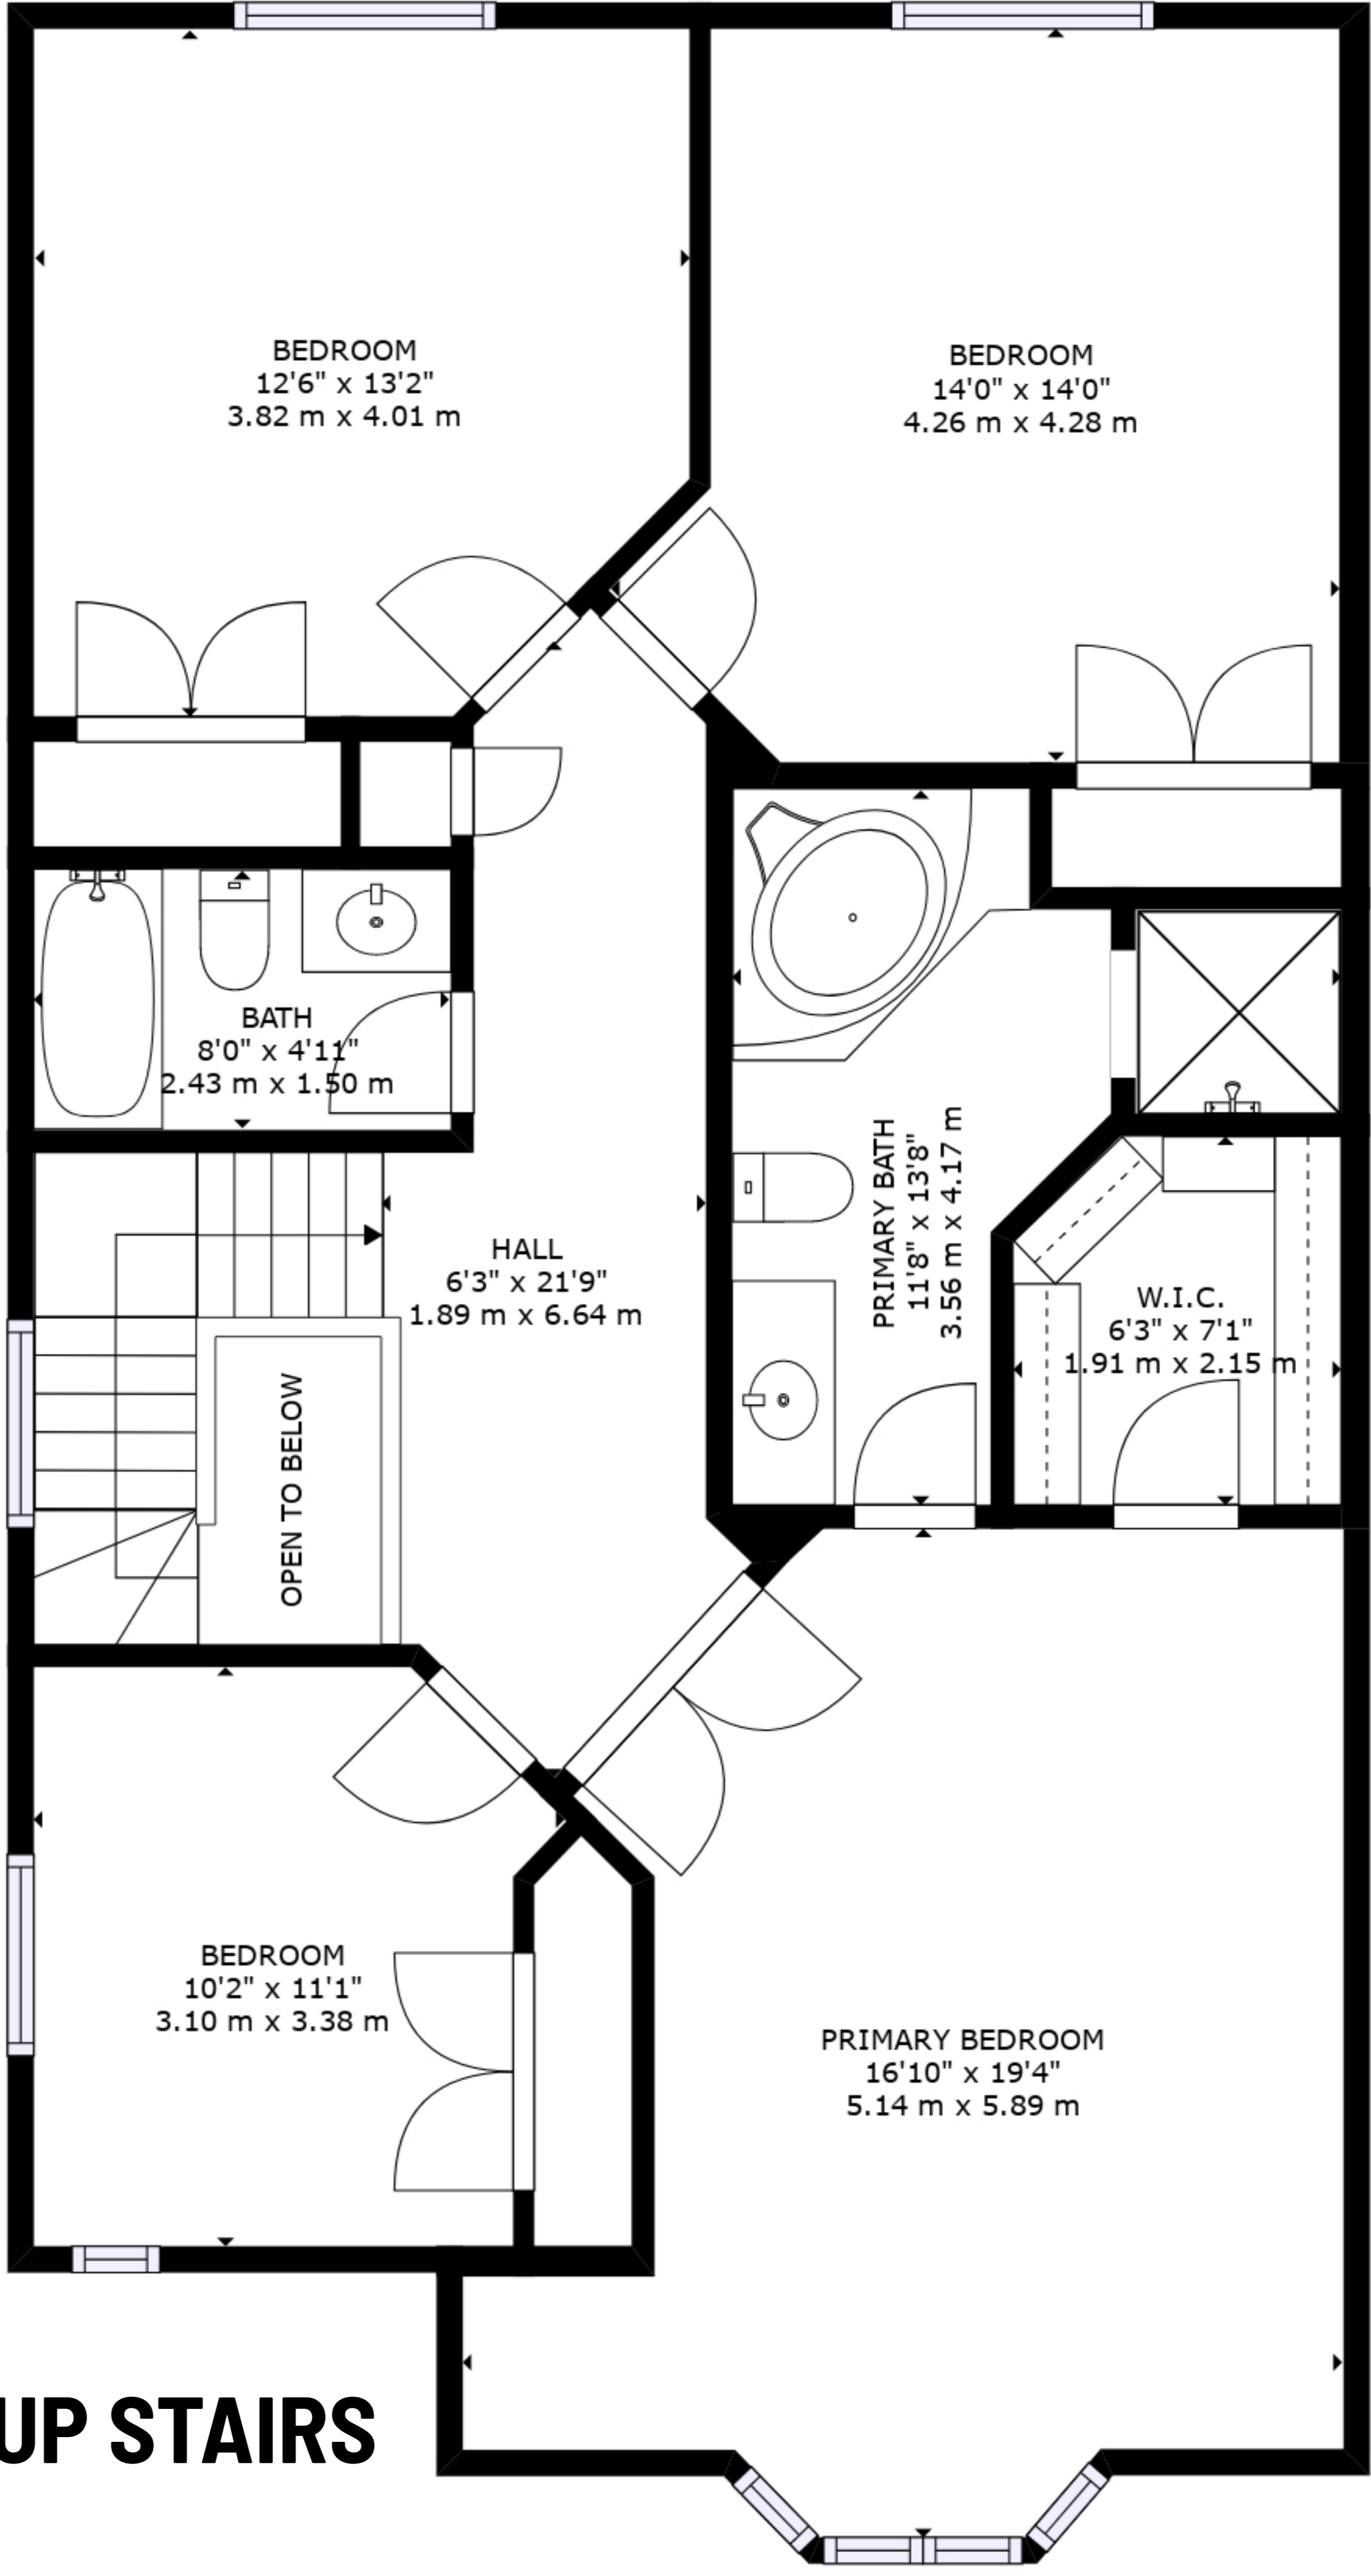 BEDROOM
12'6" x 13'2"
3.82 m x 4.01 m
BEDROOM
14'0" x 14'0"
4.26 m x 4.28 m
BATH
8'0" x 4'11"
2.43 m x 1.50 m
HALL
6'3" x 21'9"
1.89 m x 6.64 m
PRIMARY BATH
11'8" x 13'8"
3.56 m x 4.17 m
W.I.C.
6'3" x 7'1"
1.91 m x 2.15 m
OPEN TO BELOW
BEDROOM
10'2" x 11'1"
3.10 m x 3.38 m
PRIMARY BEDROOM
16'10" x 19'4"
5.14 m x 5.89 m
UP STAIRS